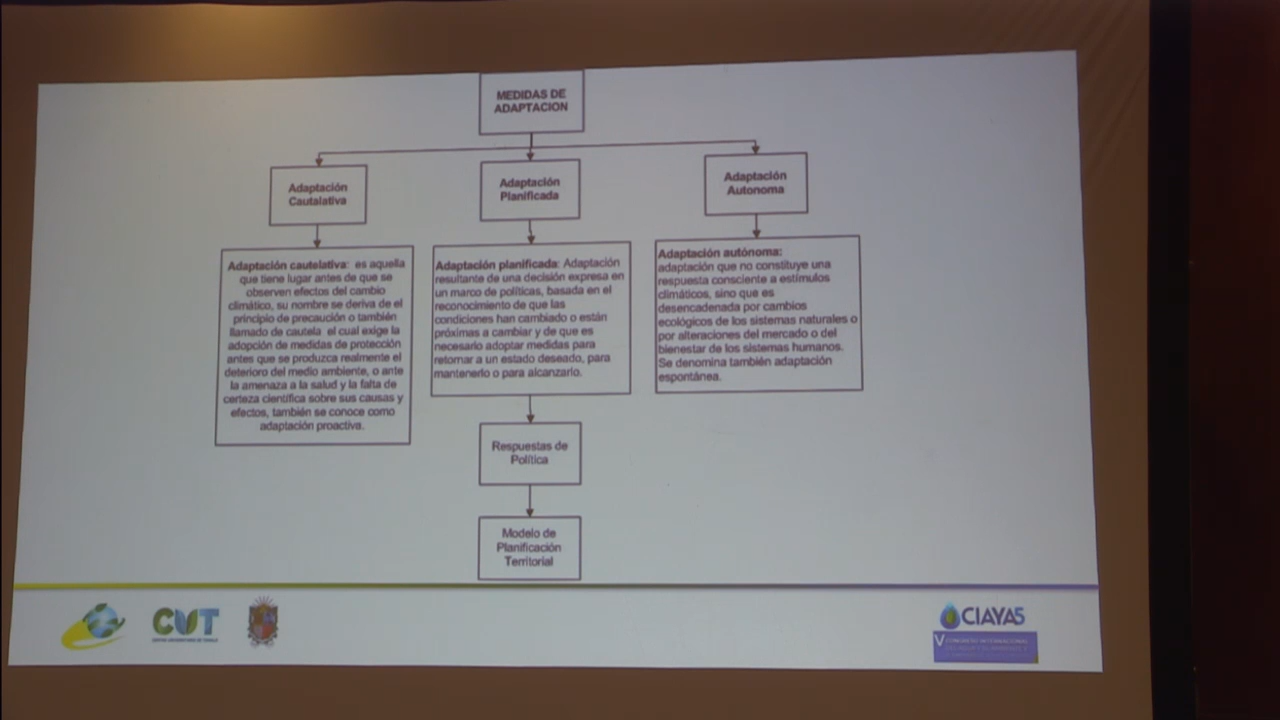 MEDIDAS DE
ADAPTACION
Adaptación
Cautalativa
Adaptación
Planificada
Adaptación
Autonoma
Adaptación cautelativa: es aquella
que tiene lugar antes de que se
observen efectos del cambio
climático, su nombre se deriva de el
principio de precaución o también
llamado de cautela el cual exige la
adopción de medidas de protección
antes que se produzca realmente el
deterioro del medio ambiente, o ante
la amenaza a la salud y la falta de
certeza científica sobre sus causas y
efectos, también se conoce como
adaptación proactiva.
Adaptación planificada: Adaptación
resultante de una decisión expresa en
un marco de políticas, basada en el
reconocimiento de que las
condiciones han cambiado o están
próximas a cambiar y de que es
necesario adoptar medidas para
retornar a un estado deseado, para
mantenerlo o para alcanzarlo.
Adaptación autónoma:
adaptación que no constituye una
respuesta consciente a estímulos
climáticos, sino que es
desencadenada por cambios
ecológicos de los sistemas naturales o
por alteraciones del mercado o del
bienestar de los sistemas humanos.
Se denomina también adaptación
espontánea.
Respuestas de
Política
Modelo de
Planificación
Territorial
CUT
CENTRO UNIVERSITARIO DE TONALÁ
CIAYA5
V CONGRESO INTERNACIONAL